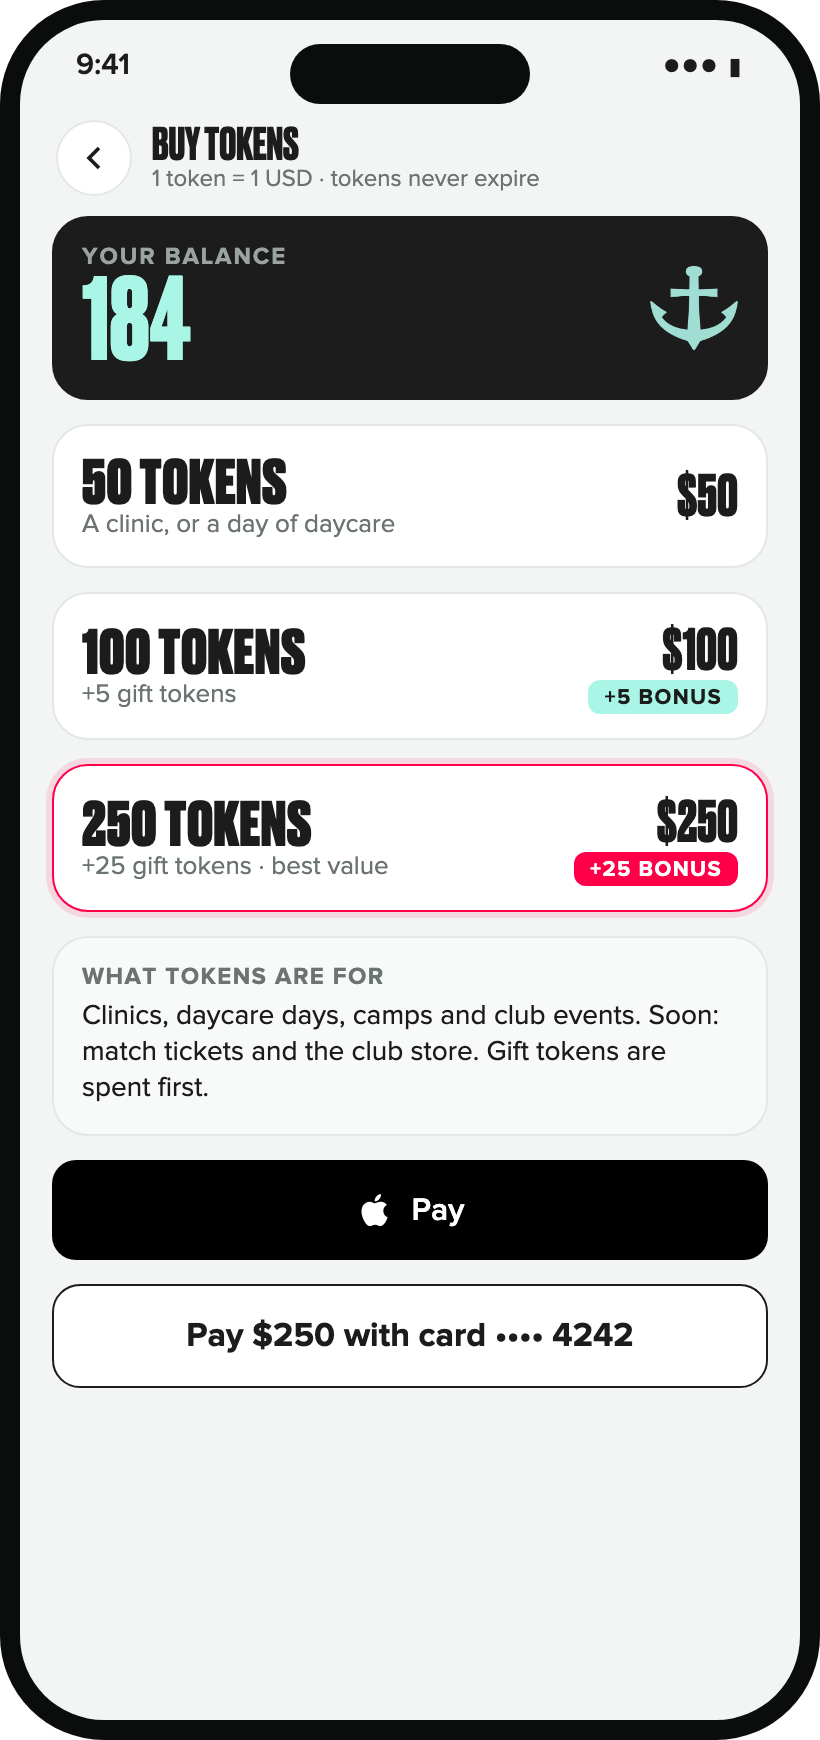 9:41
BUY TOKENS
1 token = 1 USD · tokens never expire
YOUR BALANCE
184
50 TOKENS
A clinic, or a day of daycare
$50
100 TOKENS
+5 gift tokens
$100
+5 BONUS
250 TOKENS
+25 gift tokens · best value
$250
+25 BONUS
WHAT TOKENS ARE FOR
Clinics, daycare days, camps and club events. Soon:
match tickets and the club store. Gift tokens are
spent first.
Pay
Pay $250 with card •••• 4242